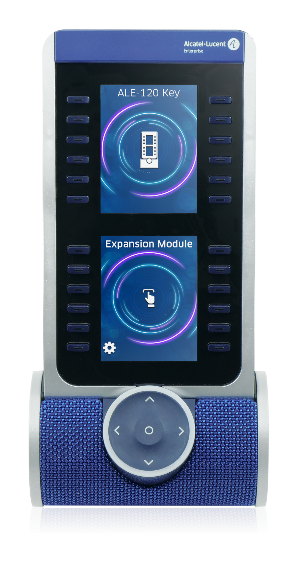 Alcatel·Lucent
Enterprise
ALE-120 Key
Expansion Module